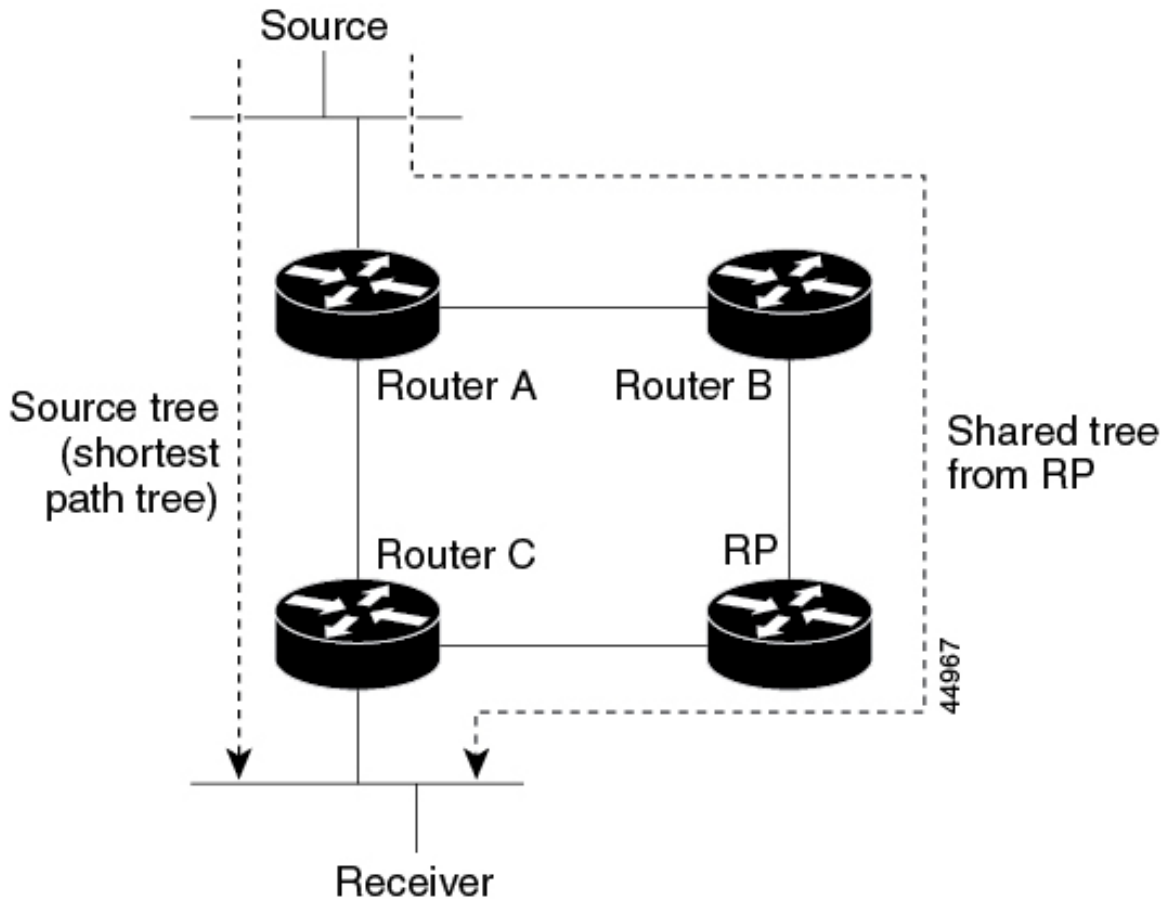 Source
Router A
Router B
Source tree
(shortest
path tree)
Shared tree
from RP
Router C
RP
44967
Receiver